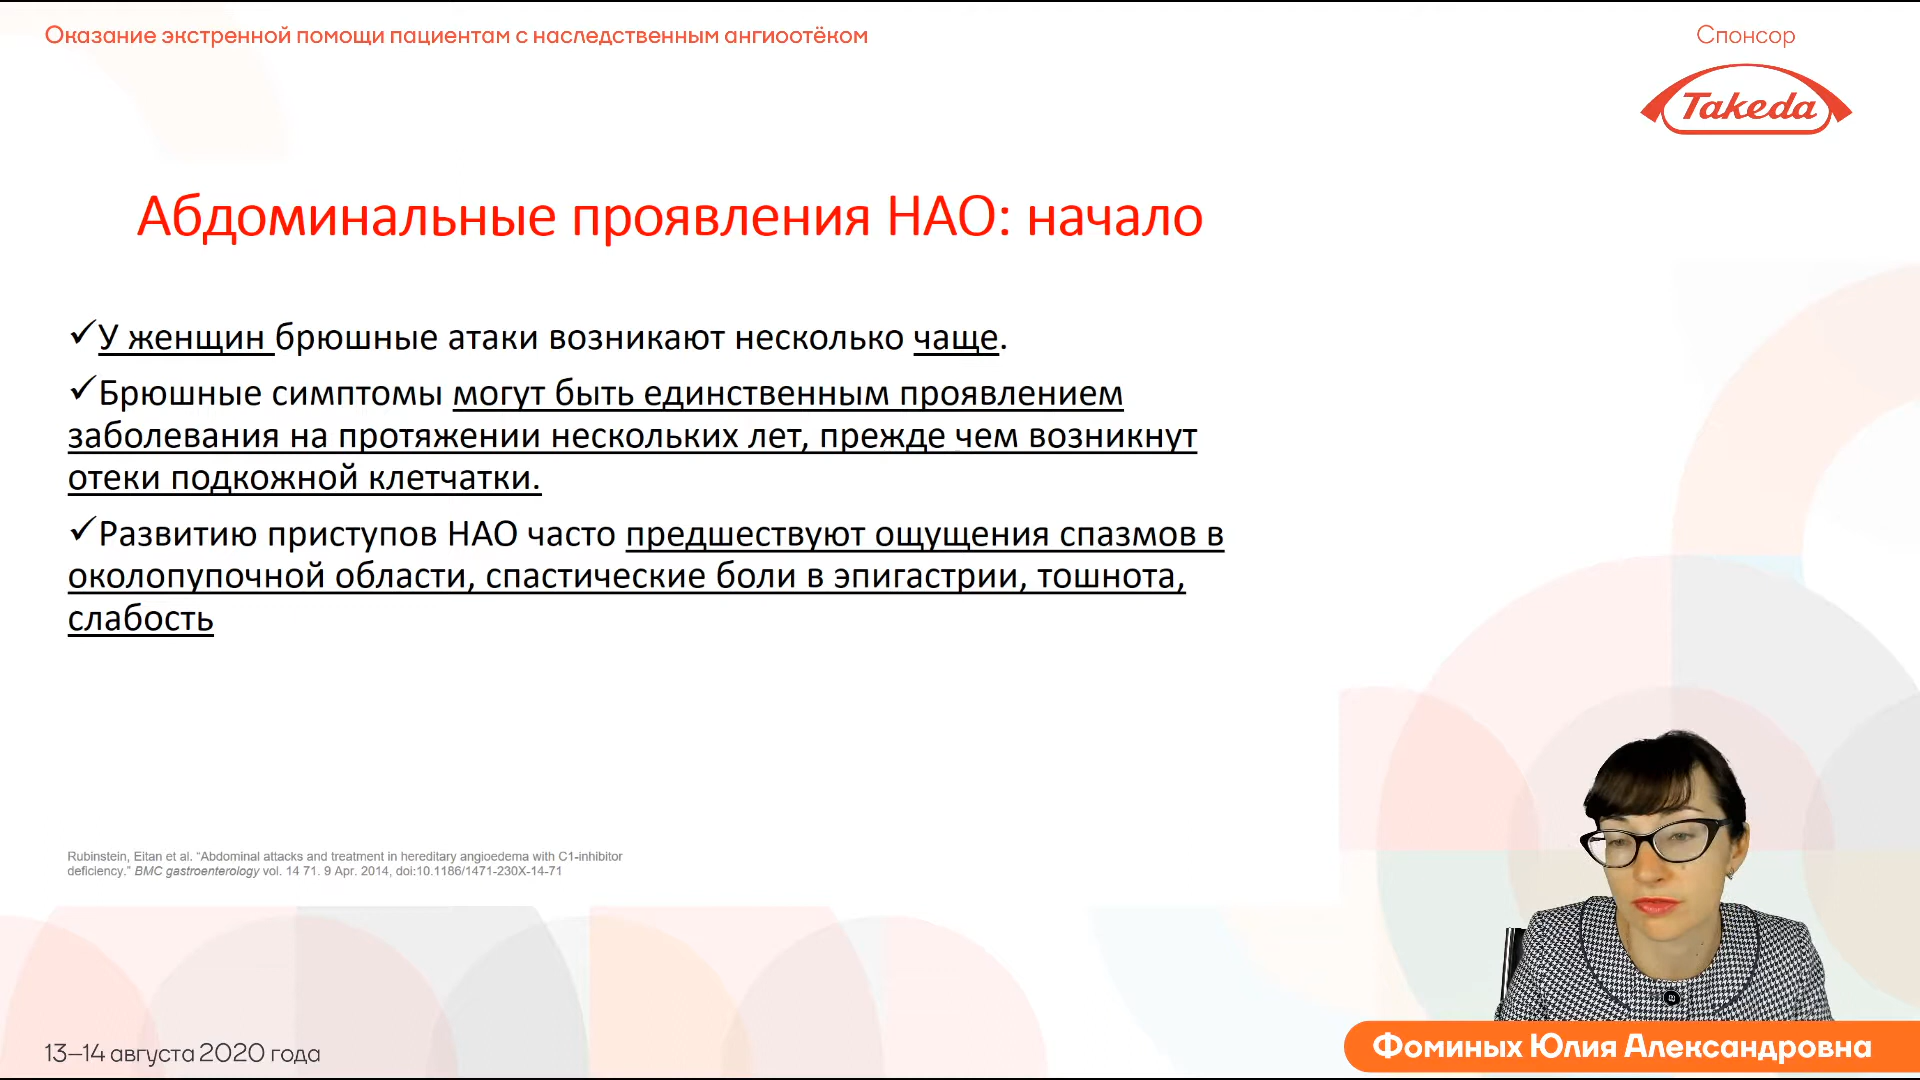 Оказание экстренной помощи пациентам с наследственным ангиоотёком
Спонсор
Takeda
Абдоминальные проявления НАО: начало
✓У женщин брюшные атаки возникают несколько чаще.
✓Брюшные симптомы могут быть единственным проявлением
заболевания на протяжении нескольких лет, прежде чем возникнут
отеки подкожной клетчатки.
✓Развитию приступов НАО часто предшествуют ощущения спазмов в
околопупочной области, спастические боли в эпигастрии, тошнота,
слабость
Rubinstein, Eitan et al. “Abdominal attacks and treatment in hereditary angioedema with C1-inhibitor
deficiency.” BMC gastroenterology vol. 14 71. 9 Apr. 2014, doi:10.1186/1471-230X-14-71
13–14 августа 2020 года
Фоминых Юлия Александровна